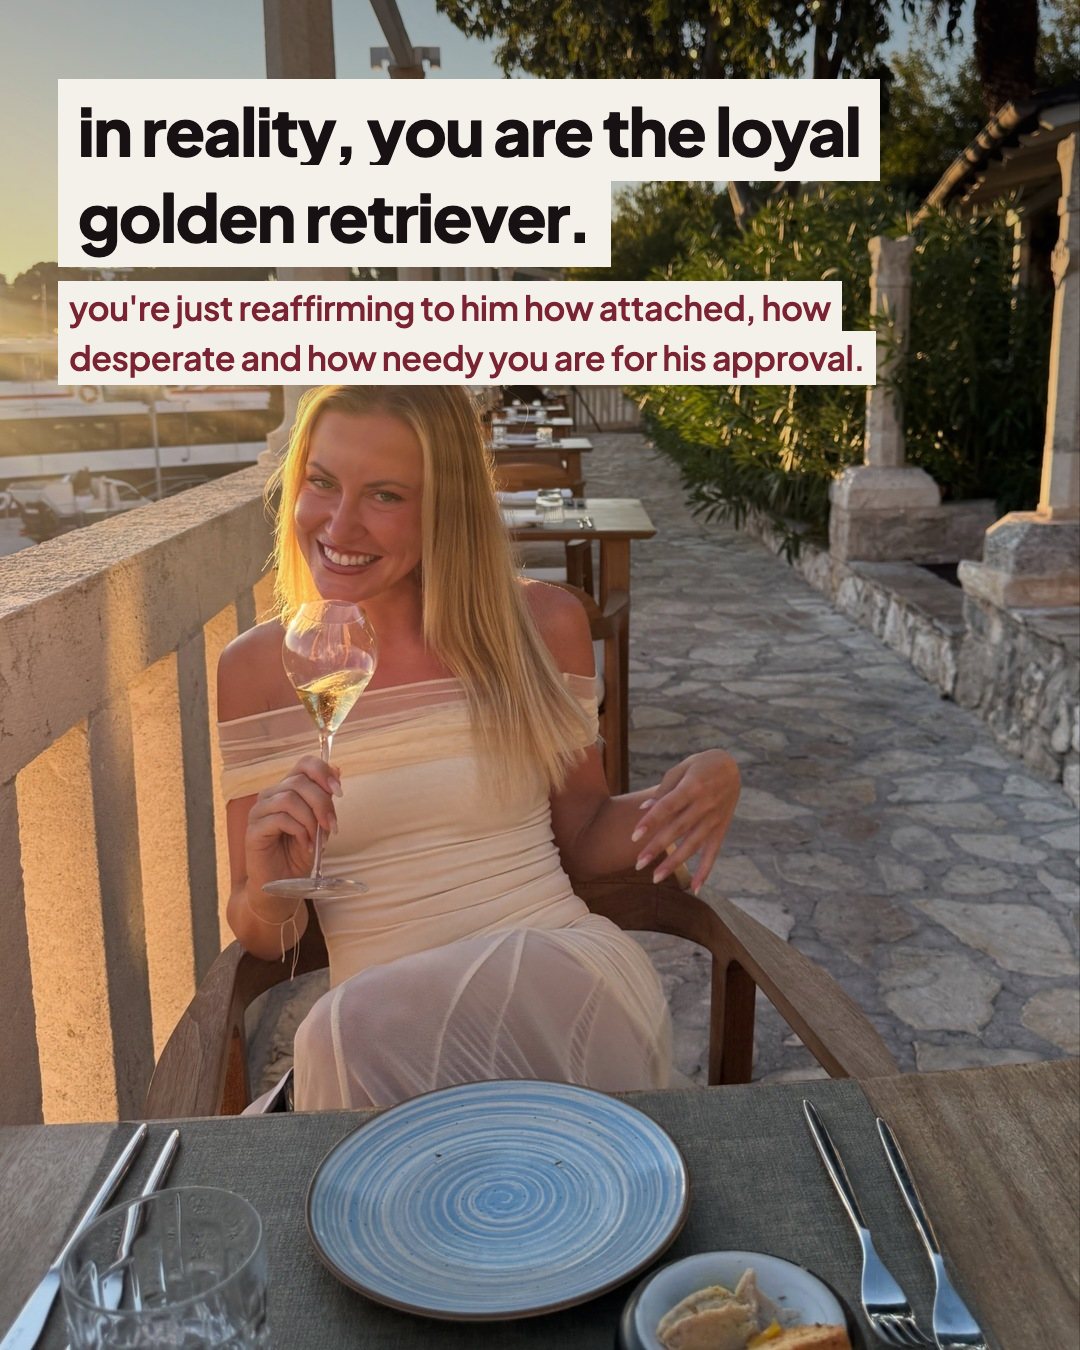 in reality, you are the loyal
golden retriever.
you're just reaffirming to him how attached, how
desperate and how needy you are for his approval.